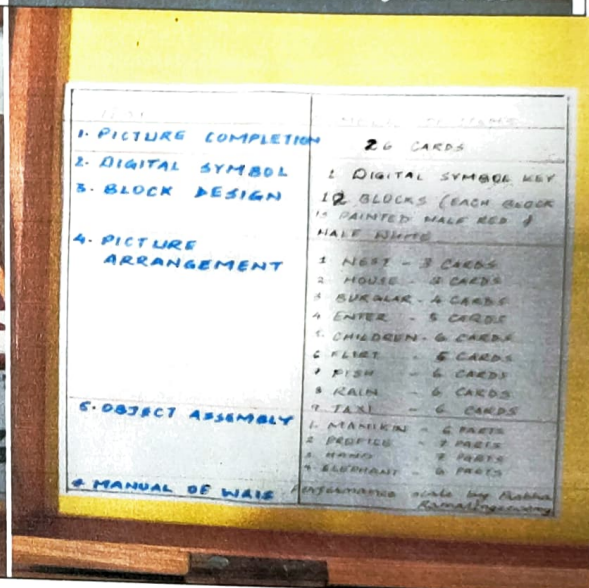 TEST
1. PICTURE COMPLETION 26 CARDS
2. DIGITAL SYMBOL 1 DIGITAL SYMBOL KEY
3. BLOCK DESIGN 12 BLOCKS (EACH BLOCK
IS PAINTED HALF RED &
HALF WHITE
4. PICTURE
ARRANGEMENT
1 NEST - 3 CARDS
2 HOUSE - CARDS
3 BURGLAR - 4 CARDS
4 ENTER - 5 CARDS
5. CHILDREN - 6 CARDS
6 FLIRT - CARDS
7 FISH - 6 CARDS
8 RAIN - 6 CARDS
9 TAXI - 6 CARDS
5. OBJECT ASSEMBLY
1. MANIKIN - 6 PARTS
2 PROFILE - 7 PARTS
3 HAND 7 PARTS
4 ELEPHANT - 6 PARTS
MANUAL OF WAIS Performance scale by Prabha
Ramalingaswamy